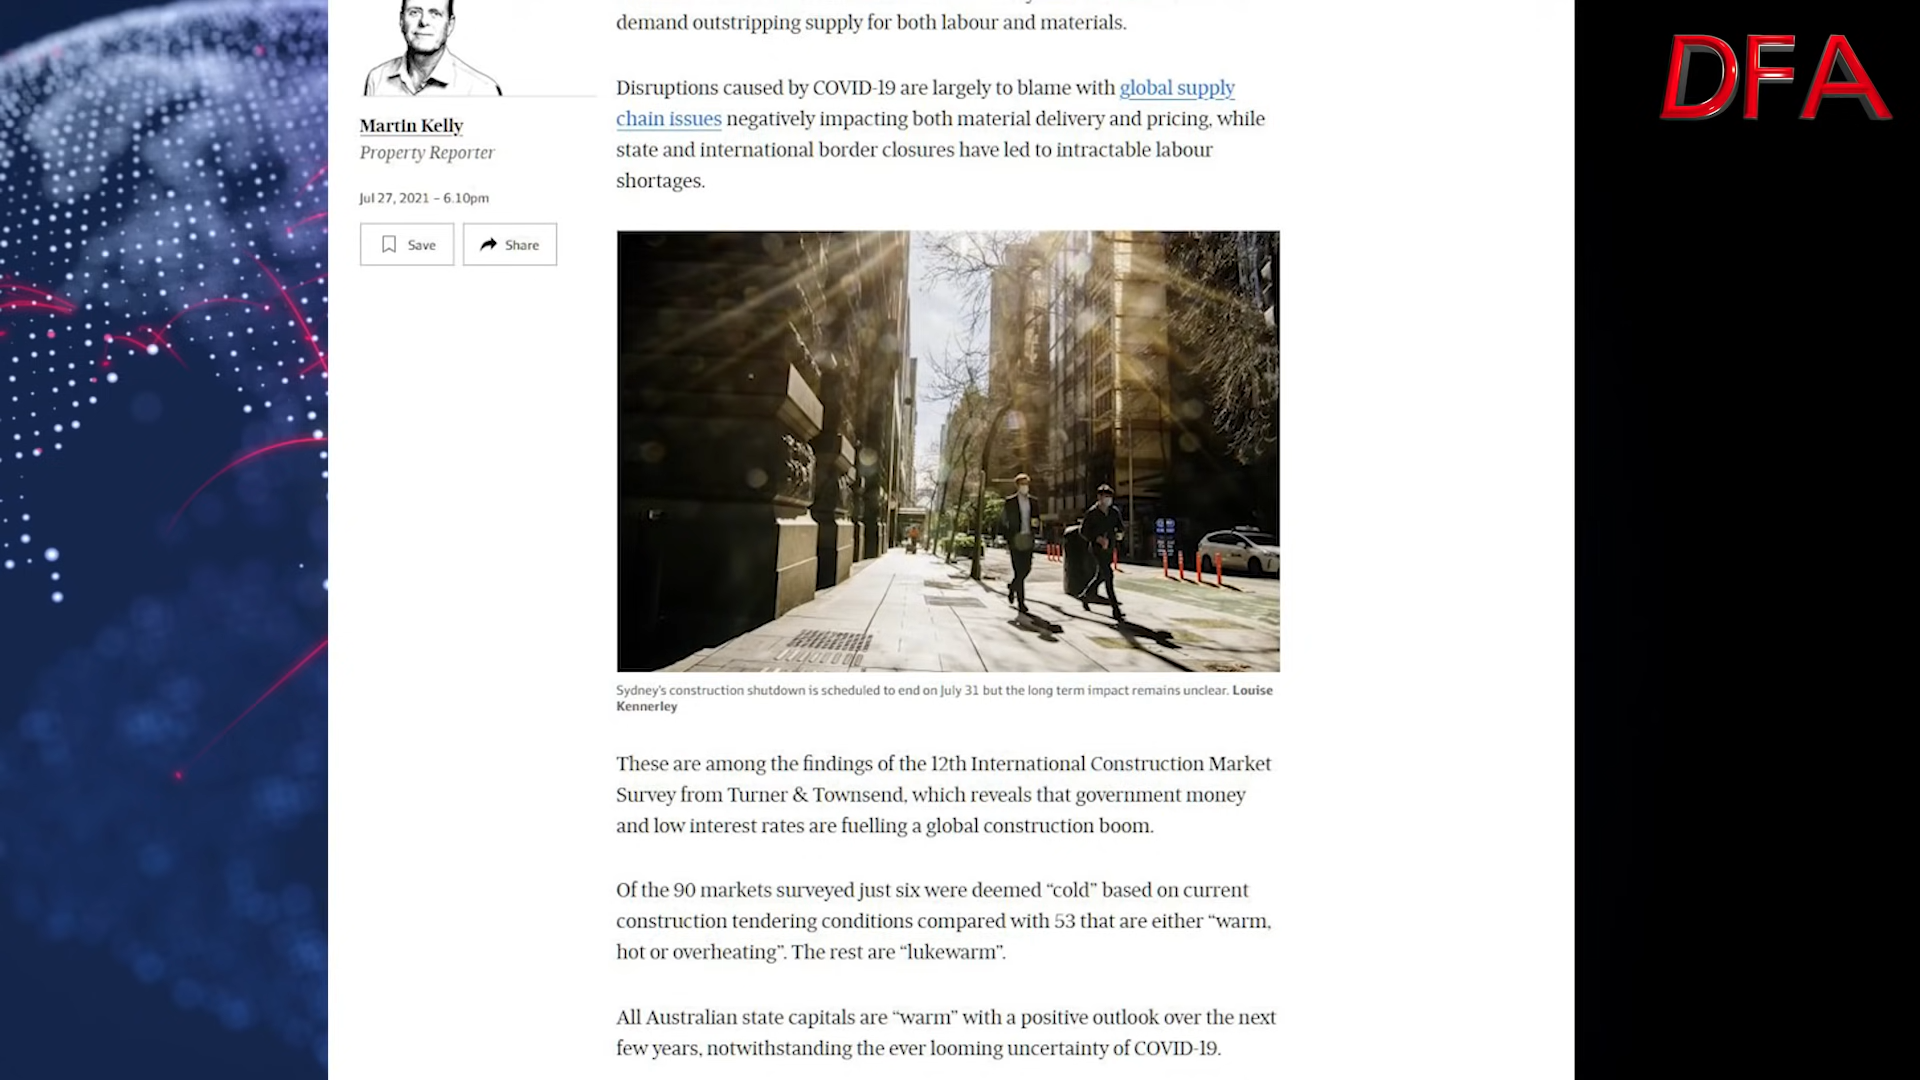 DFA
Martin Kelly
Property Reporter
Jul 27, 2021 – 6.10pm
Save
Share
demand outstripping supply for both labour and materials.
Disruptions caused by COVID-19 are largely to blame with global supply
chain issues negatively impacting both material delivery and pricing, while
state and international border closures have led to intractable labour
shortages.
Sydney's construction shutdown is scheduled to end on July 31 but the long term impact remains unclear. Louise
Kennerley
These are among the findings of the 12th International Construction Market
Survey from Turner & Townsend, which reveals that government money
and low interest rates are fuelling a global construction boom.
Of the 90 markets surveyed just six were deemed “cold” based on current
construction tendering conditions compared with 53 that are either “warm,
hot or overheating”. The rest are “lukewarm”.
All Australian state capitals are “warm” with a positive outlook over the next
few years, notwithstanding the ever looming uncertainty of COVID-19.